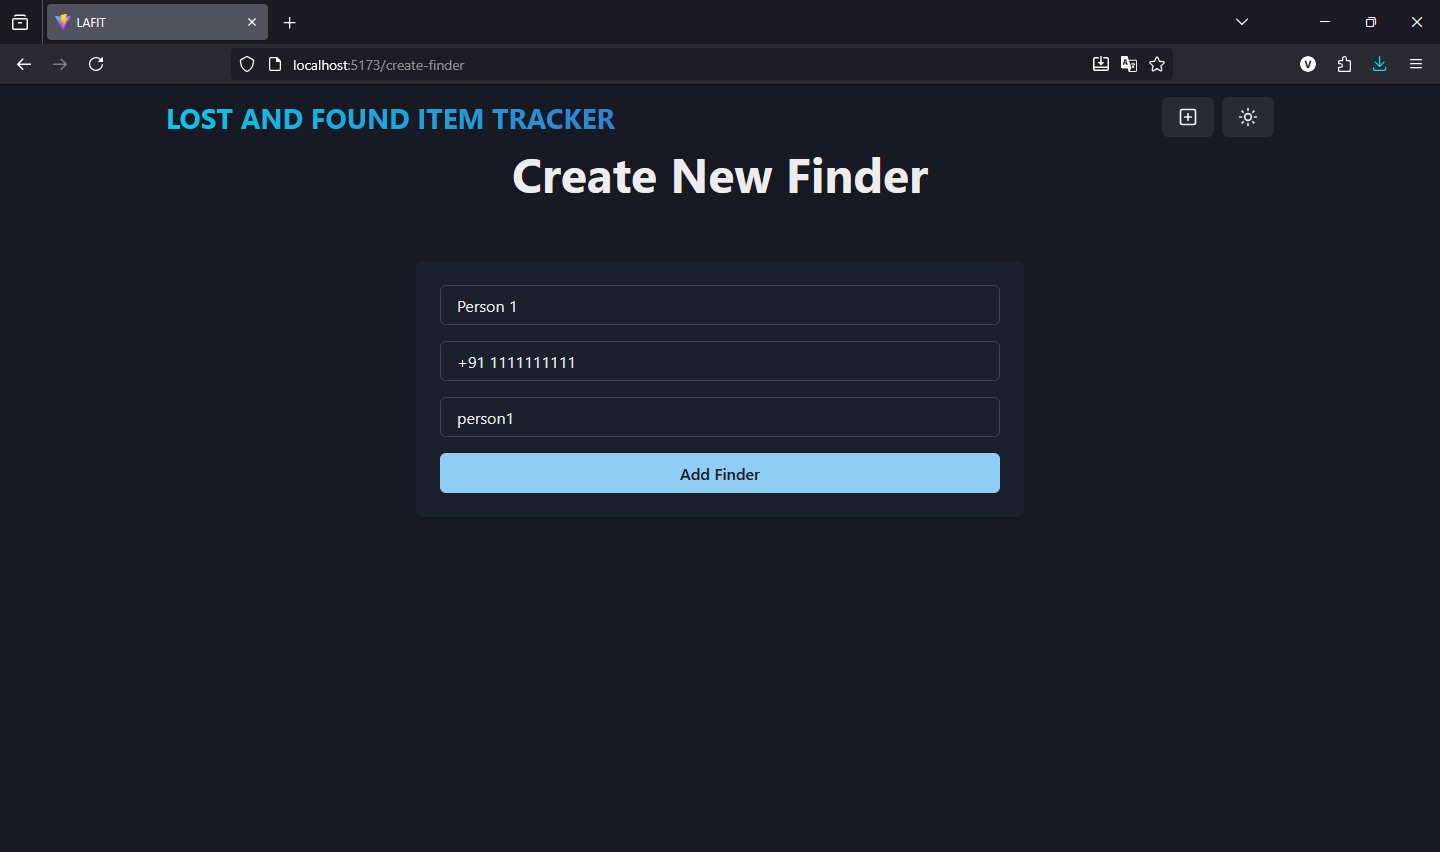 LAFIT
localhost:5173/create-finder
V
LOST AND FOUND ITEM TRACKER
Create New Finder
Person 1
+91 1111111111
person1
Add Finder